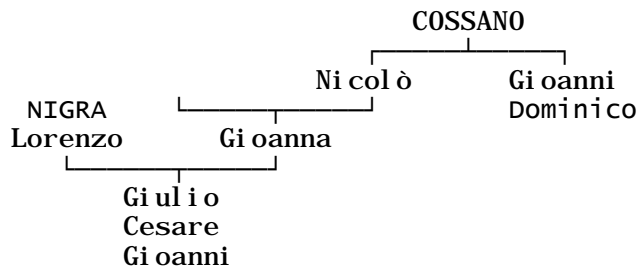 COSSANO
Nicolò Gioanni
NIGRA Dominico
Lorenzo Gioanna
Giulio
Cesare
Gioanni